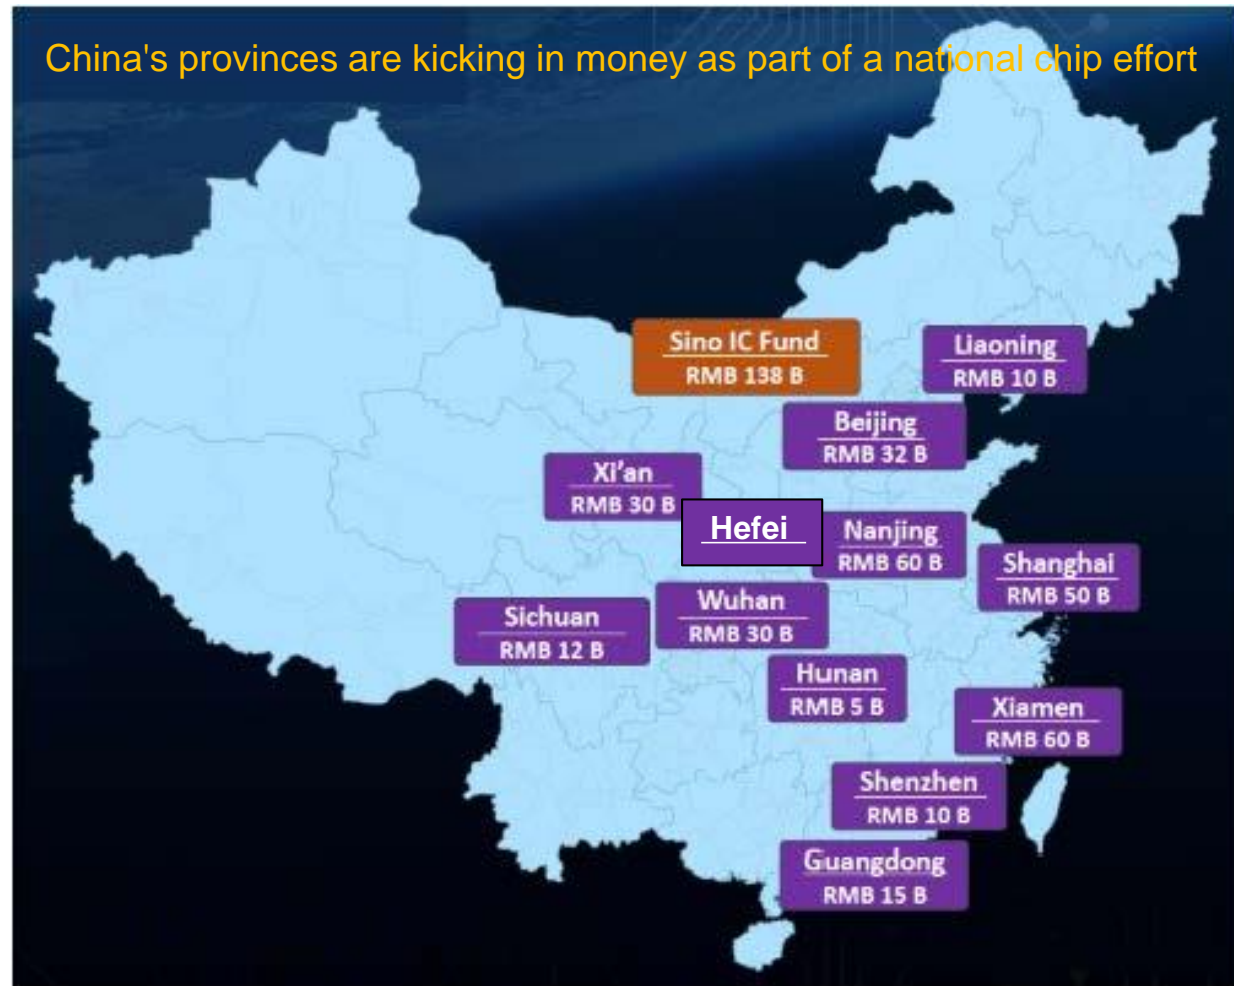 China's provinces are kicking in money as part of a national chip effort
Sino IC Fund
RMB 138 B
Liaoning
RMB 10 B
Beijing
RMB 32 B
Xi'an
RMB 30 B
Hefei
Nanjing
RMB 60 B
Shanghai
RMB 50 B
Wuhan
RMB 30 B
Sichuan
RMB 12 B
Hunan
RMB 5 B
Xiamen
RMB 60 B
Shenzhen
RMB 10 B
Guangdong
RMB 15 B